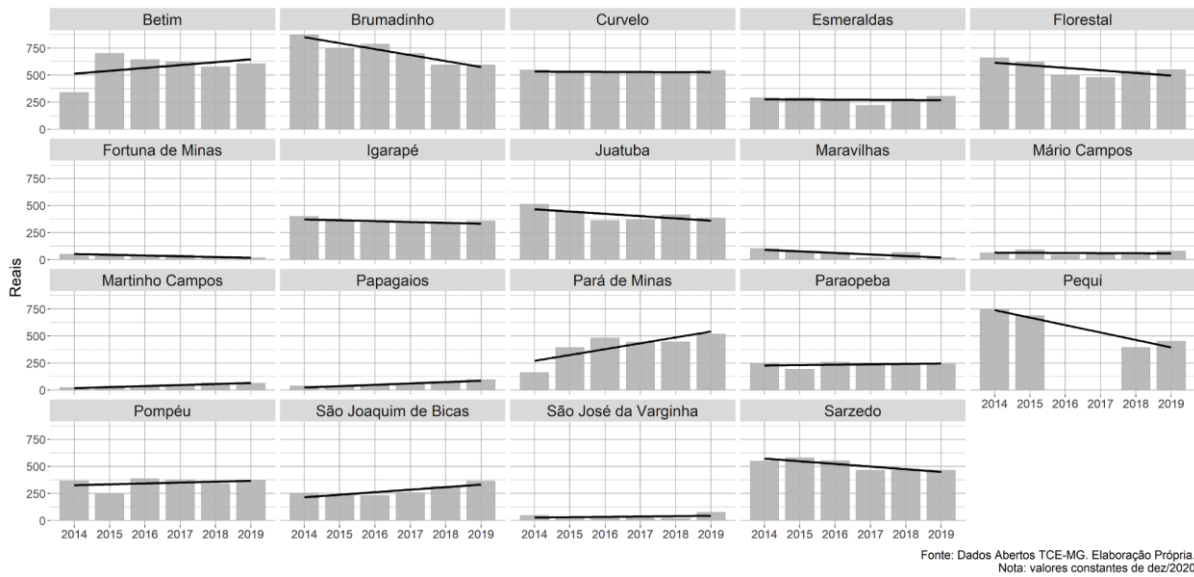 Betim Brumadinho Curvelo Esmeraldas Florestal
750
500
250
0
Fortuna de Minas Igarapé Juatuba Maravilhas Mário Campos
750
500
250
0
Reais
Martinho Campos Papagaios Pará de Minas Paraopeba Pequi
750
500
250
0
2014 2015 2016 2017 2018 2019
Pompéu São Joaquim de Bicas São José da Varginha Sarzedo
750
500
250
0
2014 2015 2016 2017 2018 2019 2014 2015 2016 2017 2018 2019 2014 2015 2016 2017 2018 2019 2014 2015 2016 2017 2018 2019
Fonte: Dados Abertos TCE-MG. Elaboração Própria.
Nota: valores constantes de dez/2020